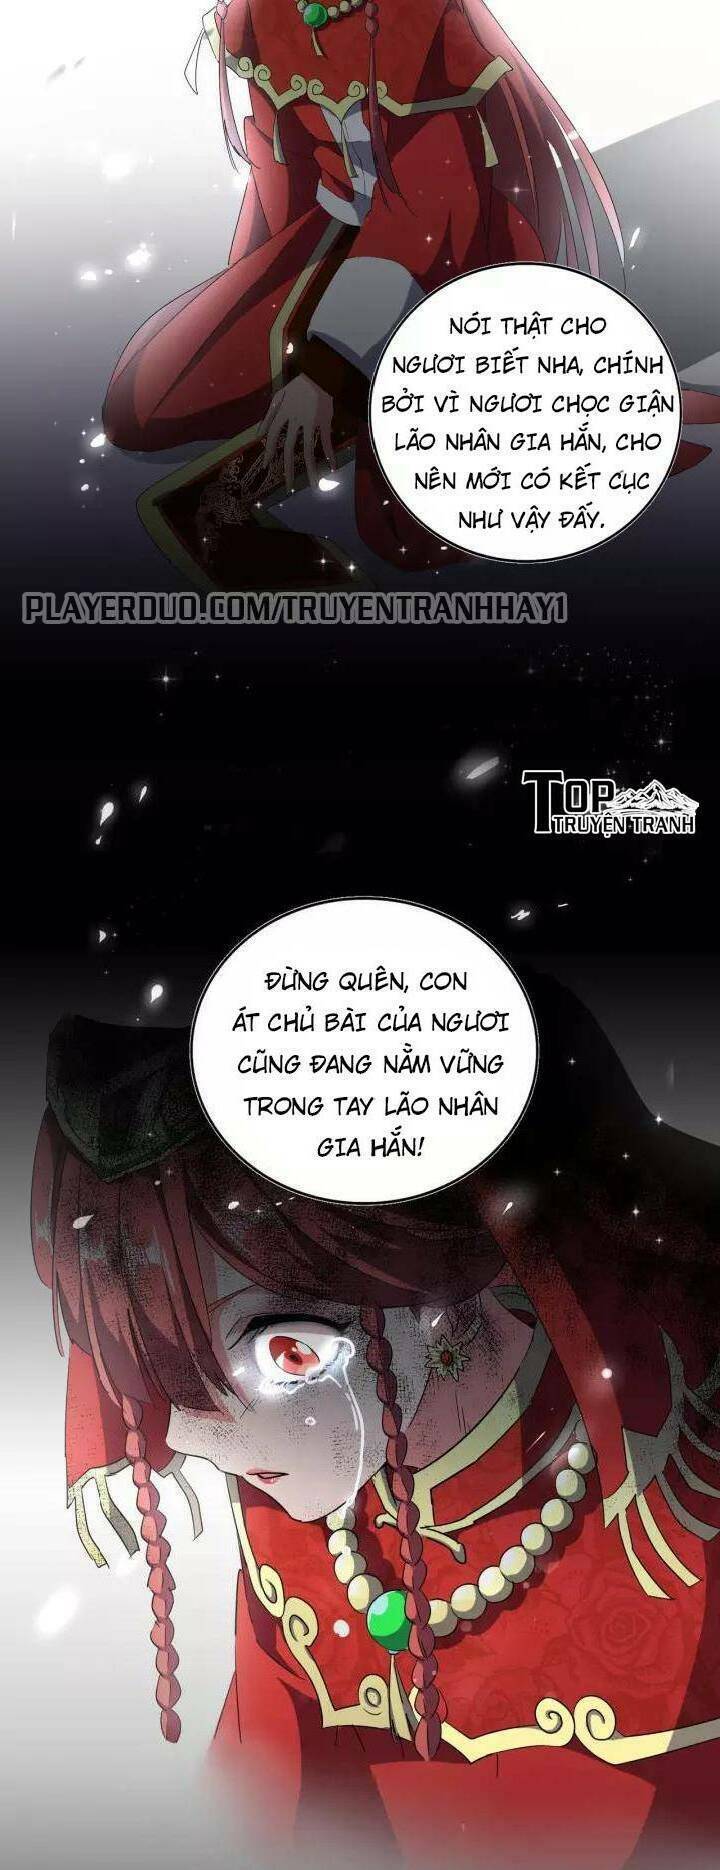 NÓI THẬT CHO
NGƯƠI BIẾT NHA, CHÍNH
BỞI VÌ NGƯƠI CHỌC GIẬN
LÃO NHÂN GIA HẮN, CHO
NÊN MỚI CÓ KẾT CỤC
NHƯ VẬY ĐẤY.
PLAYERDUO.COM/TRUYENTRANHHAY1
TOP
TRUYỆN TRANH
ĐỪNG QUÊN, CON
ÁT CHỦ BÀI CỦA NGƯƠI
CŨNG ĐANG NẰM VỮNG
TRONG TAY LÃO NHÂN
GIA HẮN!